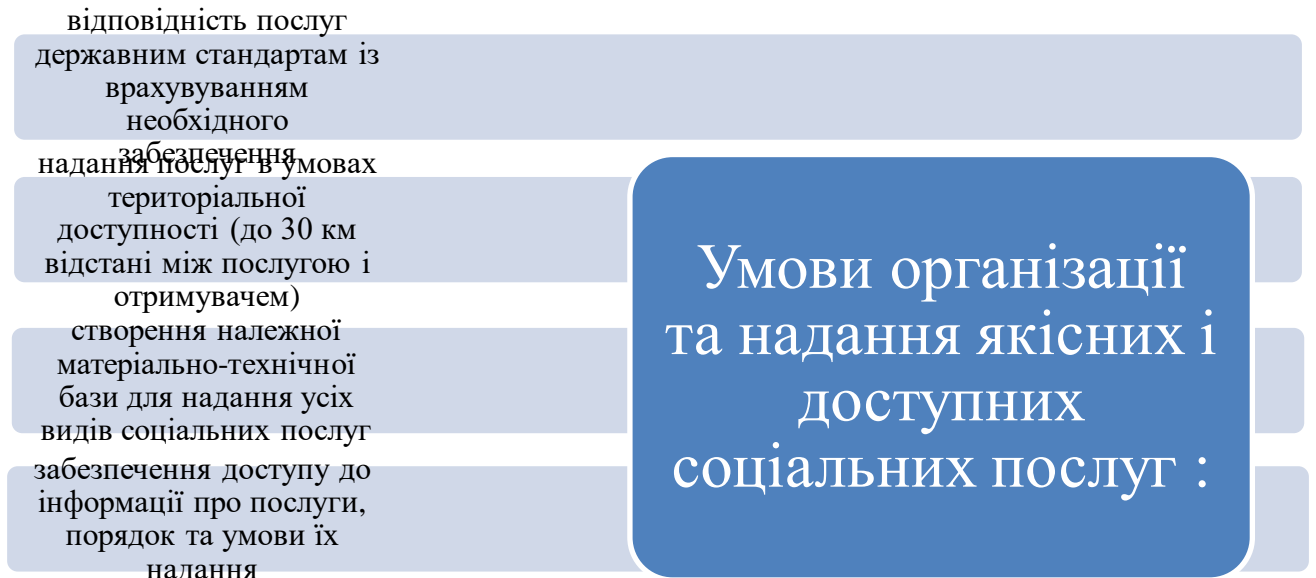 відповідність послуг
державним стандартам із
врахувуванням
необхідного
забезпечення
надання послуг в умовах
територіальної
доступності (до 30 км
відстані між послугою і
отримувачем)
створення належної
матеріально-технічної
бази для надання усіх
видів соціальних послуг
забезпечення доступу до
інформації про послуги,
порядок та умови їх
надання
Умови організації
та надання якісних і
доступних
соціальних послуг :